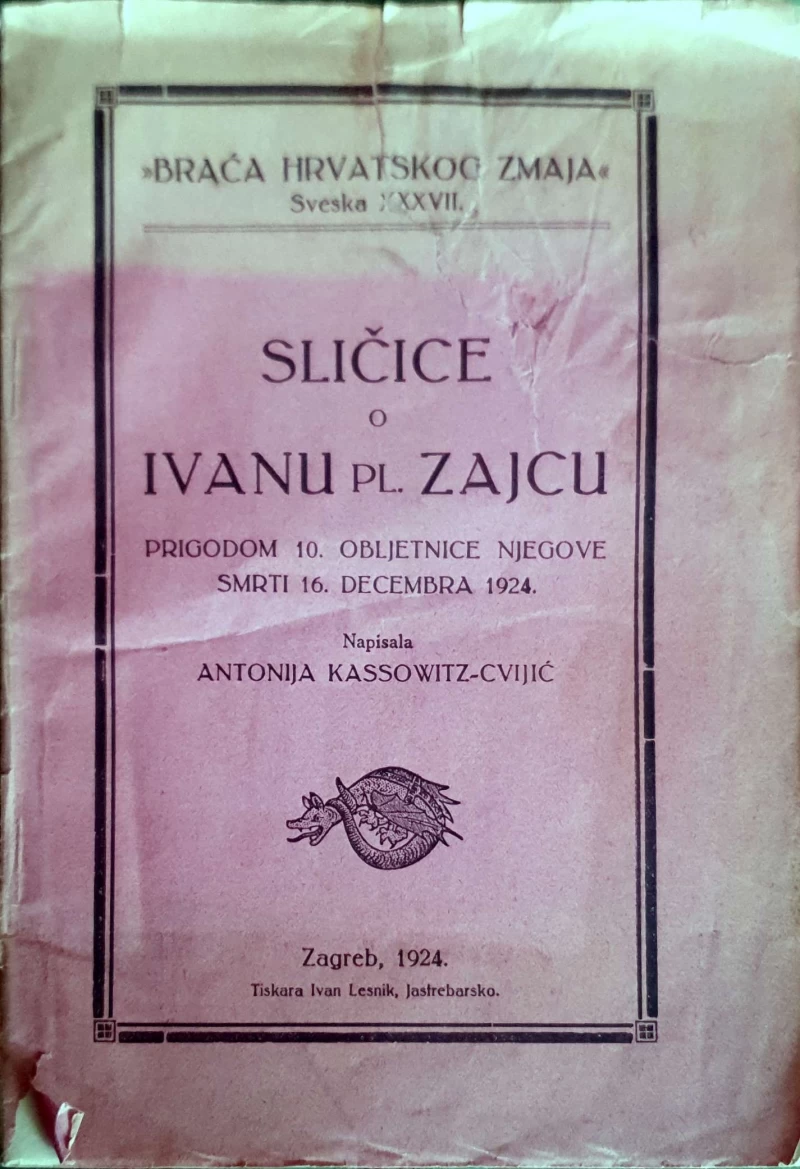 »BRAĆA HRVATSKOG ZMAJA«
Sveska XXXVII.
SLIČICE
O
IVANU PL. ZAJCU
PRIGODOM 10. OBLJETNICE NJEGOVE
SMRTI 16. DECEMBRA 1924.
Napisala
ANTONIJA KASSOWITZ-CVIJIĆ
Zagreb, 1924.
Tiskara Ivan Lesnik, Jastrebarsko.